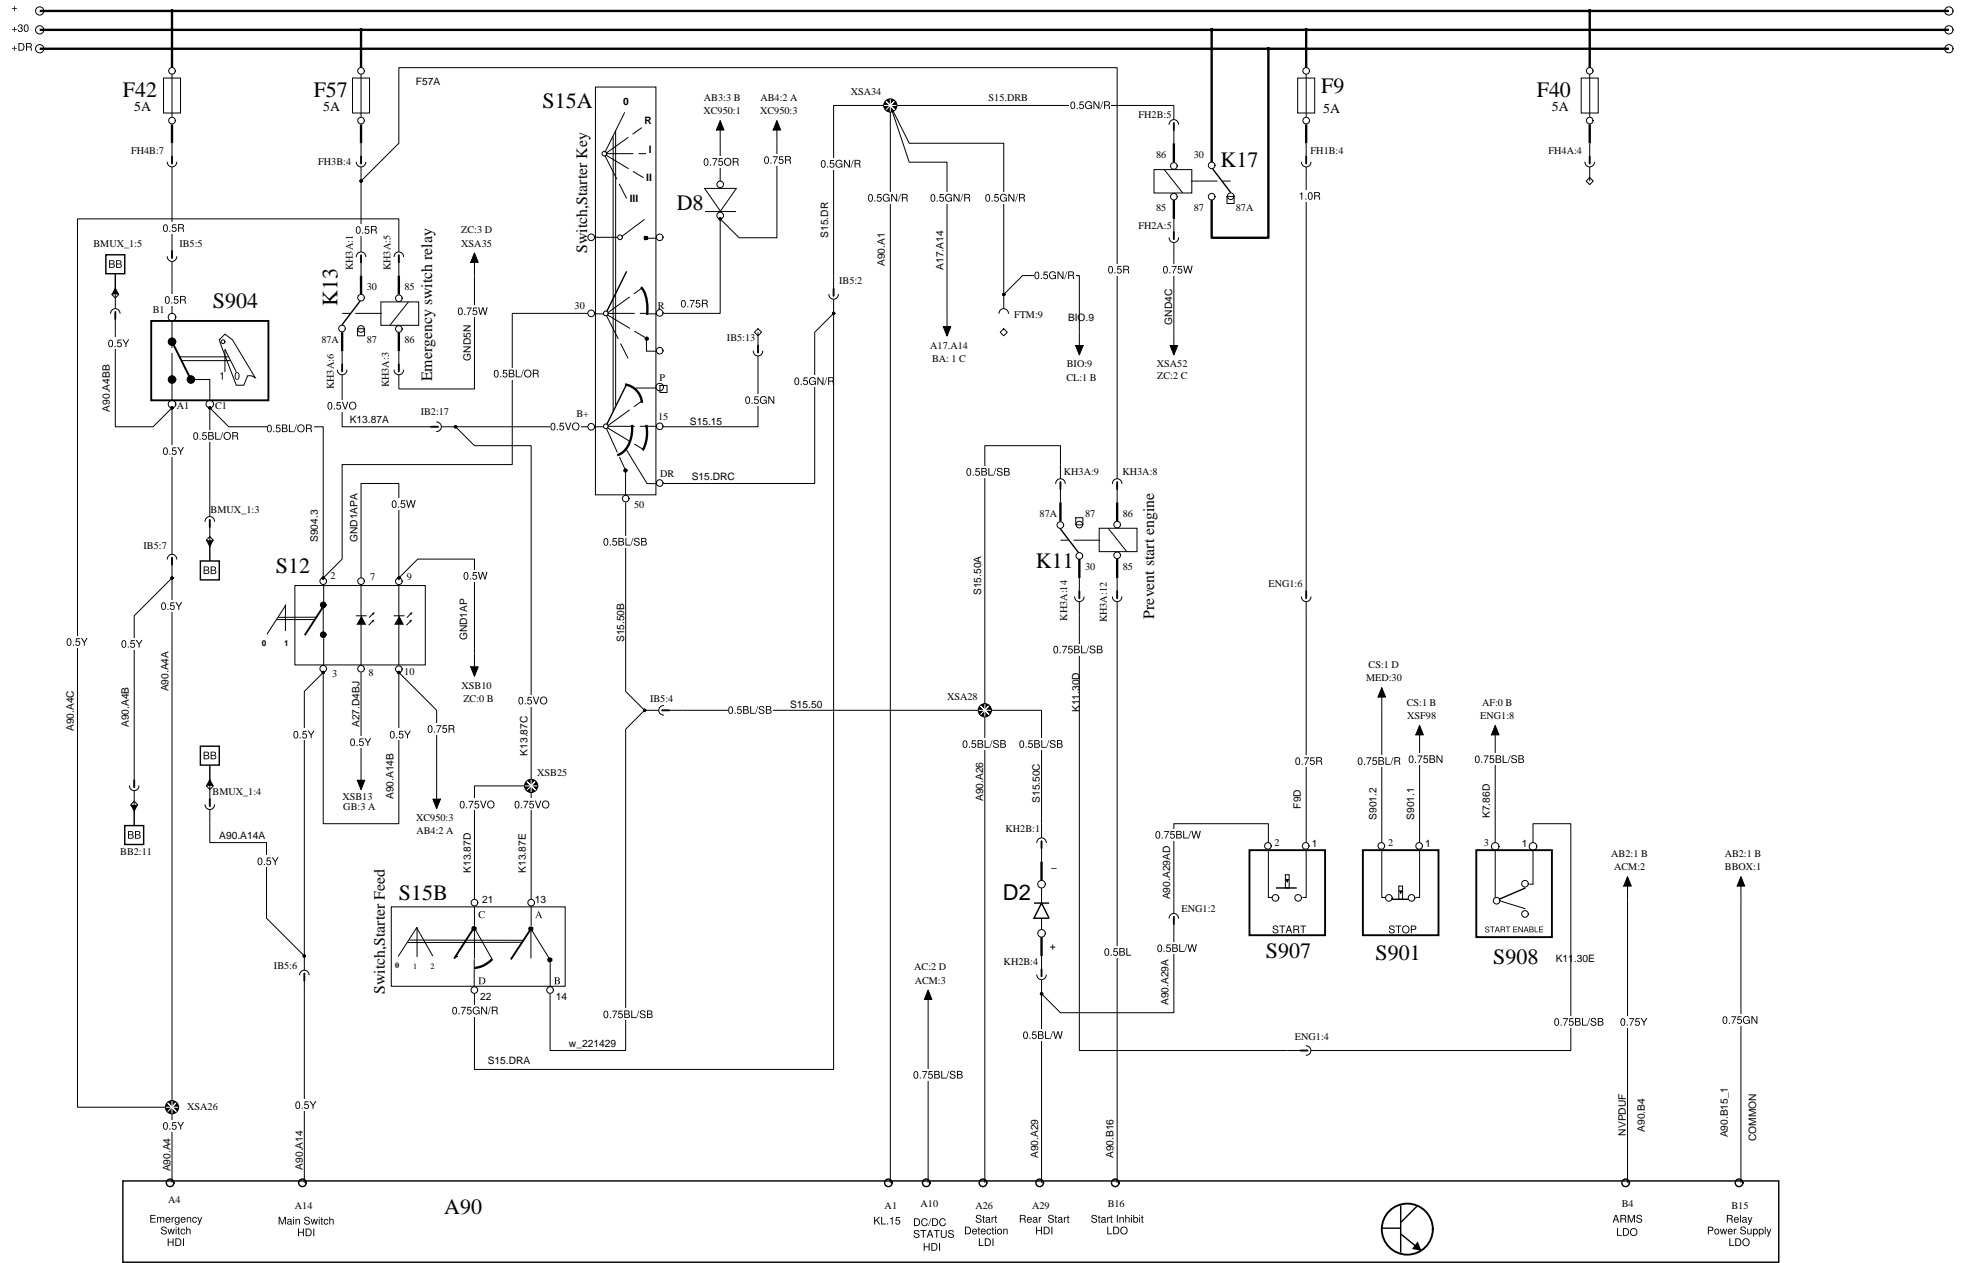 +
+30
+DR
F42
5A
F57
5A
F57A
S15A
Switch,Starter Key
0
R
I
II
III
AB3:3 B
XC950:1
AB4:2 A
XC950:3
0.75OR
0.75R
D8
XSA34
S15.DRB
0.5GN/R
FH2B:5
F9
5A
F40
5A
FH4B:7
FH3B:4
FH1B:4
FH4A:4
86
30
K17
85
87
87A
FH2A:5
1.0R
0.5GN/R
0.5GN/R
0.5GN/R
0.5GN/R
S15.DR
A90.A1
A17.A14
0.5R
BMUX_1:5
IB5:5
BB
0.5R
KH3A:1
KH3A:5
K13
Emergency switch relay
ZC:3 D
XSA35
0.75W
GND5N
30
85
87A
87
86
KH3A:6
KH3A:3
0.5R
B1
S904
1
0
A1
C1
0.5Y
A90.A4BB
0.5BL/OR
0.5BL/OR
0.5Y
0.5VO
K13.87A
IB2:17
0.5BL/OR
0.5VO
30
R
0.75R
P
B+
15
S15.15
DR
S15.DRC
50
IB5:13
0.5GN
IB5:2
0.5GN/R
0.5GN/R
FTM:9
BIO.9
BIO:9
CL:1 B
A17.A14
BA: 1 C
0.5R
0.75W
GND4C
XSA52
ZC:2 C
BMUX_1:3
BB
IB5:7
S904.3
GND1APA
0.5W
S12
2
7
9
0.5W
GND1AP
0
1
3
8
10
XSB10
ZC:0 B
0.5BL/SB
S15.50B
0.5BL/SB
S15.50A
KH3A:9
KH3A:8
87A
87
86
K11
30
85
KH3A:14
KH3A:12
Prevent start engine
0.75BL/SB
K11.30D
ENG1:6
0.5Y
0.5Y
0.5Y
A90.A4C
A90.A4B
A90.A4A
0.5Y
A27.D4BJ
0.5Y
0.5Y
A90.A14B
0.75R
XSB13
GB:3 A
XC950:3
AB4:2 A
0.5VO
K13.87C
XSB25
0.75VO
0.75VO
K13.87D
K13.87E
IB5:4
0.5BL/SB
S15.50
XSA28
0.5BL/SB
0.5BL/SB
A90.A26
S15.50C
BB
BMUX_1:4
A90.A14A
0.5Y
BB
BB2:11
IB5:6
Switch,Starter Feed
S15B
21
13
C
A
0
1
2
D
B
22
14
0.75GN/R
0.75BL/SB
w_221429
S15.DRA
KH2B:1
−
D2
+
KH2B:4
0.5BL/W
0.75BL/W
A90.A29AD
ENG1:2
0.5BL/W
A90.A29A
0.5BL
0.75R
F9D
2
1
START
S907
CS:1 D
MED:30
CS:1 B
XSF98
0.75BL/R
0.75BN
S901.2
S901.1
2
1
STOP
S901
AF:0 B
ENG1:8
0.75BL/SB
K7.86D
3
1
START ENABLE
S908
K11.30E
0.75BL/SB
ENG1:4
AB2:1 B
ACM:2
AB2:1 B
BBOX:1
0.75Y
0.75GN
NVPDUF
A90.B4
A90.B15_1
COMMON
AC:2 D
ACM:3
0.75BL/SB
XSA26
0.5Y
A90.A4
0.5Y
A90.A14
A90.A29
A90.B16
A4
Emergency
Switch
HDI
A14
Main Switch
HDI
A90
A1
KL.15
A10
DC/DC
STATUS
HDI
A26
Start
Detection
LDI
A29
Rear Start
HDI
B16
Start Inhibit
LDO
B4
ARMS
LDO
B15
Relay
Power Supply
LDO